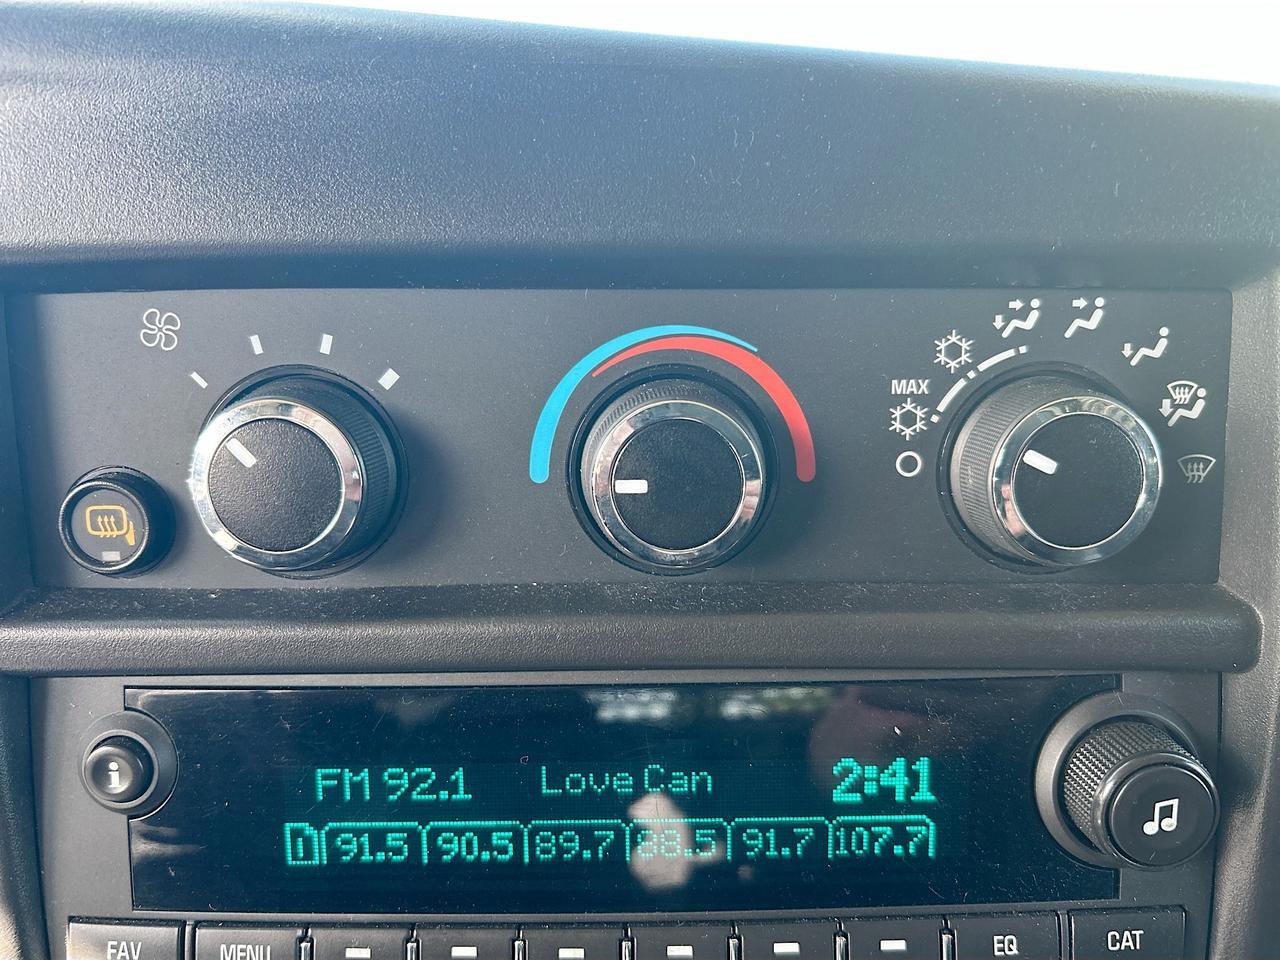 MAX
i
FM 92.1 Love Can 2:41
1 91.5 90.5 89.7 88.5 91.7 107.7
FAV MENU EQ CAT